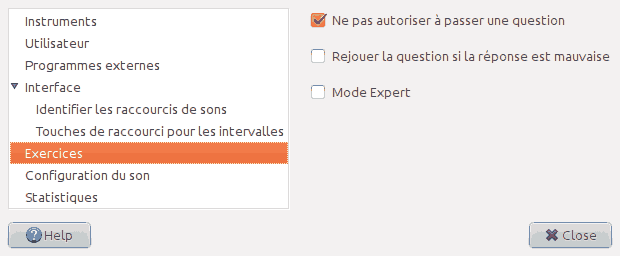 Instruments
Utilisateur
Programmes externes
Interface
Identifier les raccourcis de sons
Touches de raccourci pour les intervalles
Exercices
Configuration du son
Statistiques
Ne pas autoriser à passer une question
Rejouer la question si la réponse est mauvaise
Mode Expert
Help
Close